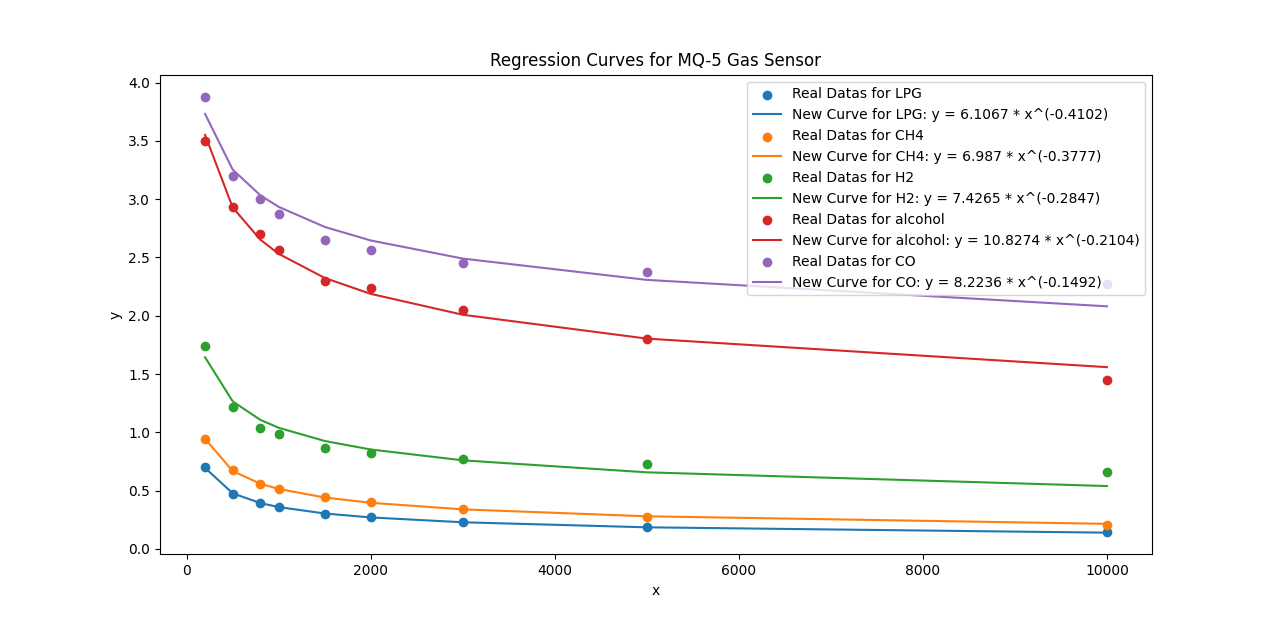 Regression Curves for MQ-5 Gas Sensor
Real Datas for LPG
New Curve for LPG: y = 6.1067 * x^(-0.4102)
Real Datas for CH4
New Curve for CH4: y = 6.987 * x^(-0.3777)
Real Datas for H2
New Curve for H2: y = 7.4265 * x^(-0.2847)
Real Datas for alcohol
New Curve for alcohol: y = 10.8274 * x^(-0.2104)
Real Datas for CO
New Curve for CO: y = 8.2236 * x^(-0.1492)
4.0
3.5
3.0
2.5
2.0
1.5
1.0
0.5
0.0
y
0 2000 4000 6000 8000 10000
x